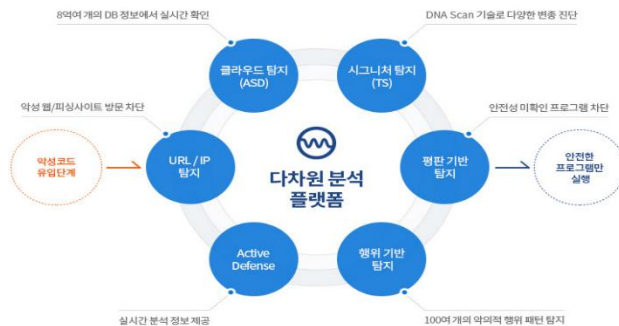 8억여 개의 DB 정보에서 실시간 확인
DNA Scan 기술로 다양한 변종 진단
클라우드 탐지
(ASD)
시그니처 탐지
(TS)
악성 웹/피싱사이트 방문 차단
안전성 미확인 프로그램 차단
악성코드
유입단계
URL / IP
탐지
다차원 분석
플랫폼
평판 기반
탐지
안전한
프로그램만
실행
Active
Defense
행위 기반
탐지
실시간 분석 정보 제공
100여 개의 악의적 행위 패턴 탐지